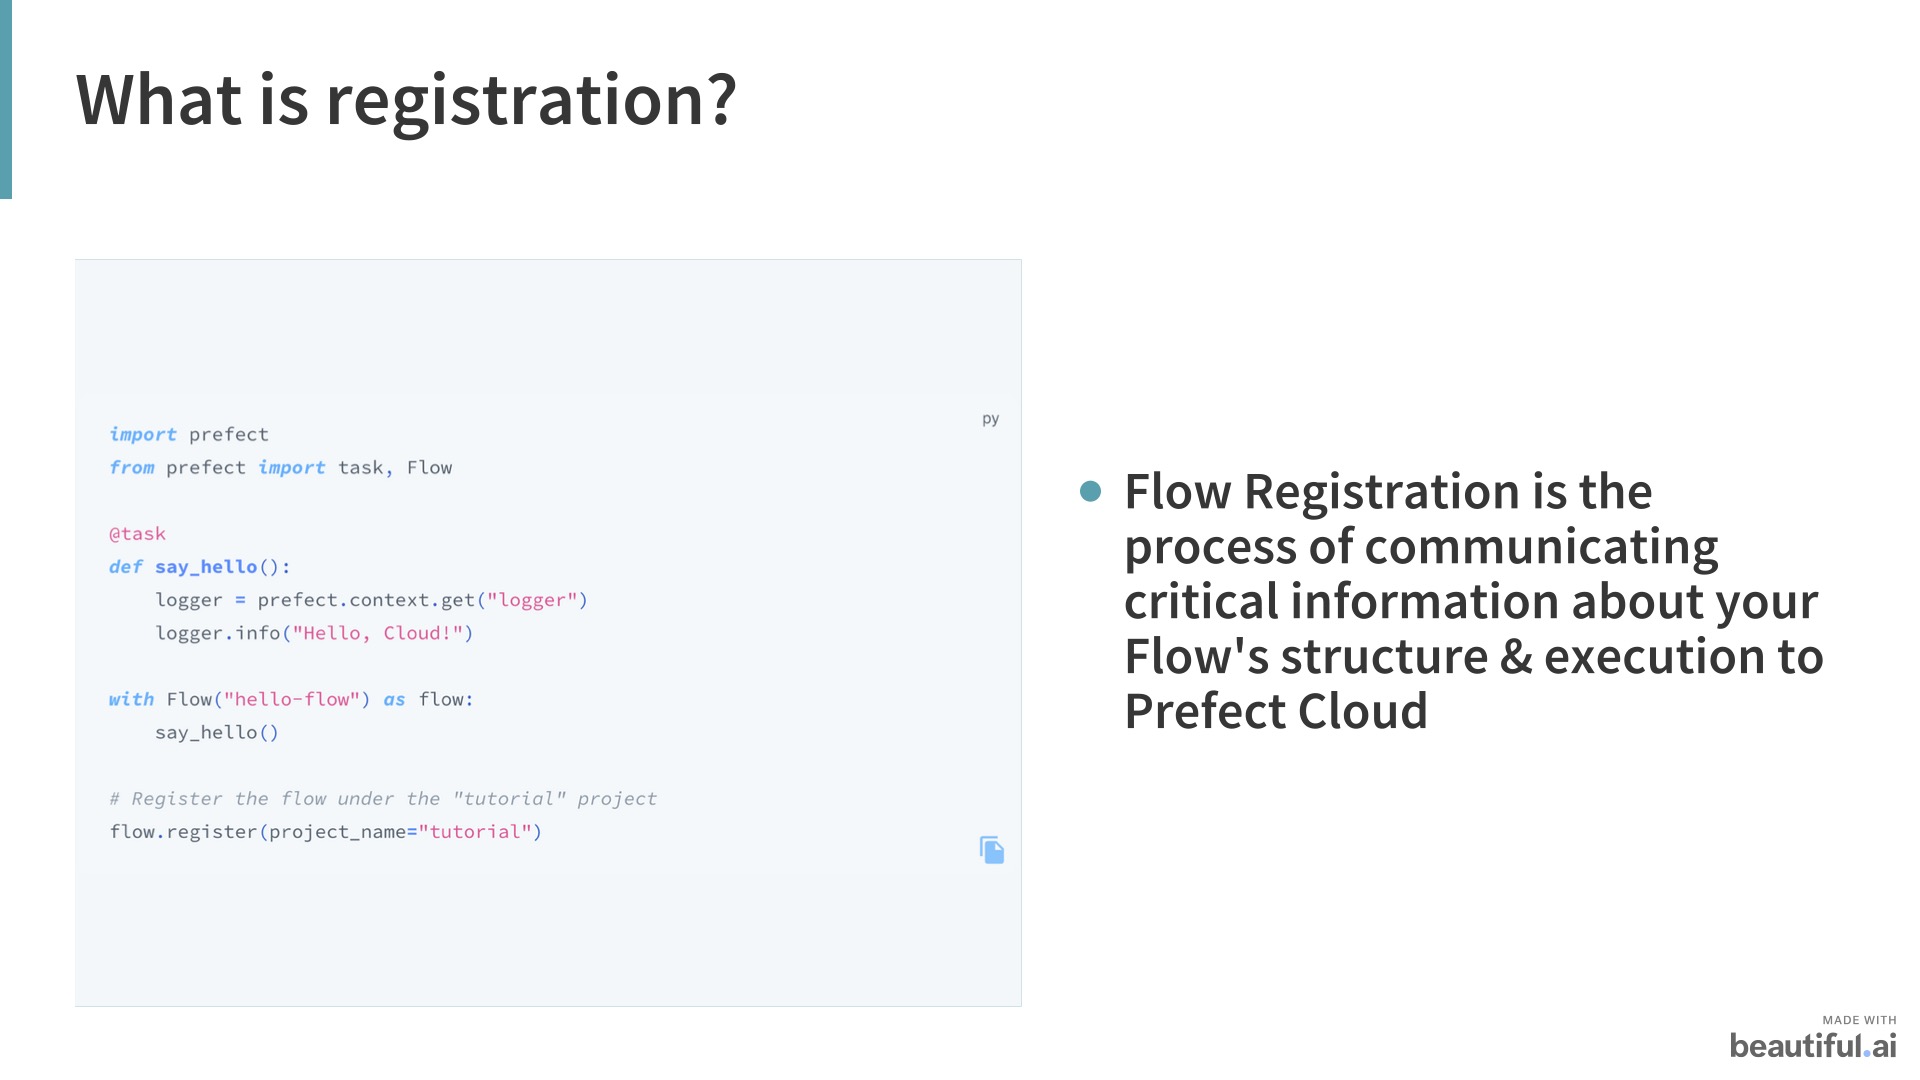 What is registration?
py
import prefect
from prefect import task, Flow
@task
def say_hello():
    logger = prefect.context.get("logger")
    logger.info("Hello, Cloud!")
with Flow("hello-flow") as flow:
    say_hello()
# Register the flow under the "tutorial" project
flow.register(project_name="tutorial")
Flow Registration is the
process of communicating
critical information about your
Flow's structure & execution to
Prefect Cloud
MADE WITH
beautiful.ai